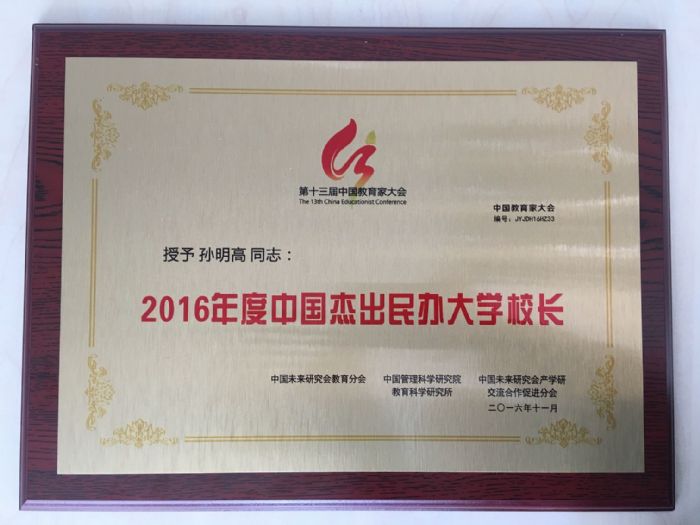 第十三届中国教育家大会
The 13th China Educationist Conference
中国教育家大会
编号：JYJDH16HZ33
授予 孙明高 同志：
2016年度中国杰出民办大学校长
中国未来研究会教育分会
中国管理科学研究院
教育科学研究所
中国未来研究会产学研
交流合作促进分会
二〇一六年十一月